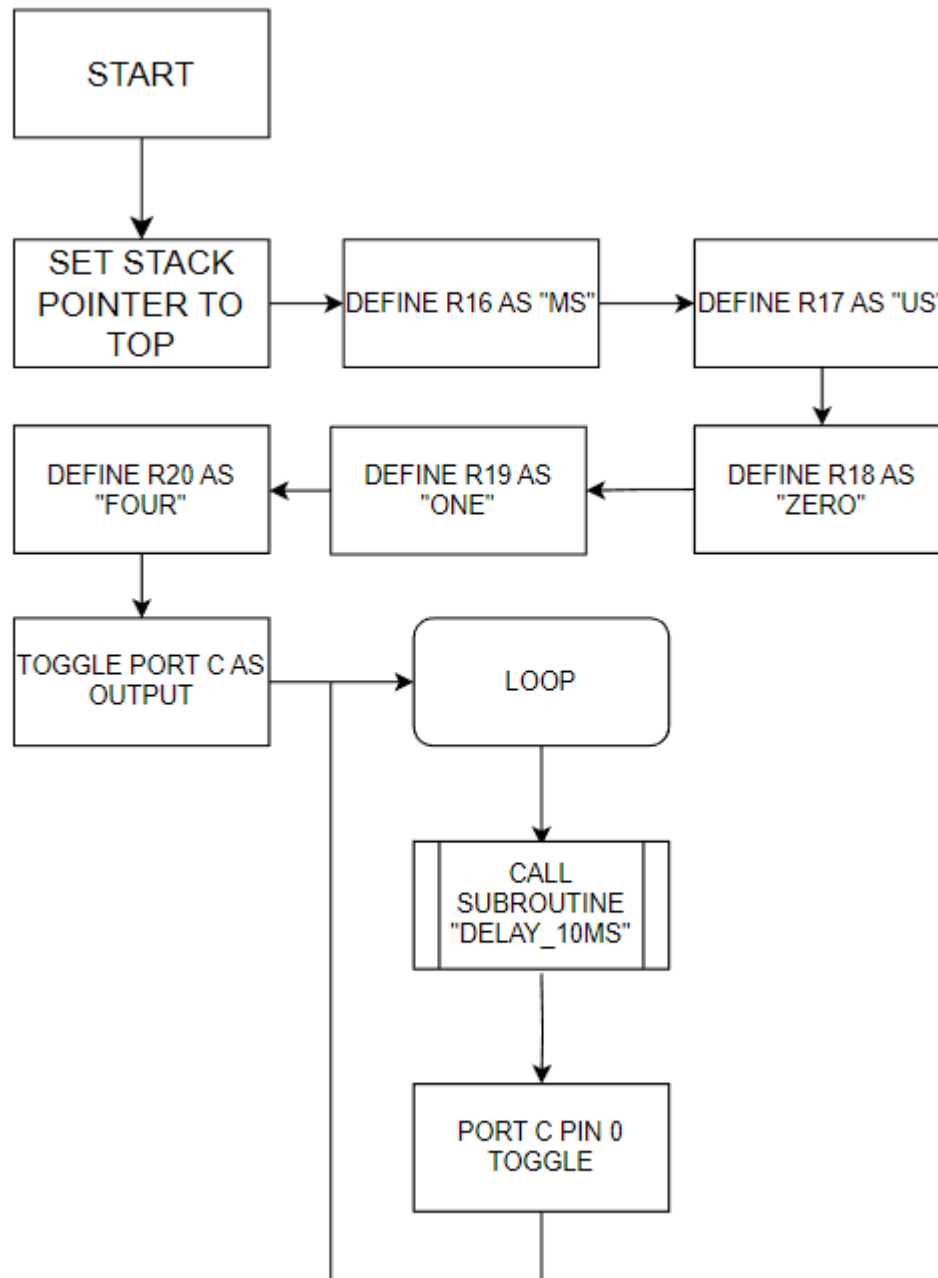 START
SET STACK
POINTER TO
TOP
DEFINE R16 AS "MS"
DEFINE R17 AS "US"
DEFINE R18 AS
"ZERO"
DEFINE R19 AS
"ONE"
DEFINE R20 AS
"FOUR"
TOGGLE PORT C AS
OUTPUT
LOOP
CALL
SUBROUTINE
"DELAY_10MS"
PORT C PIN 0
TOGGLE